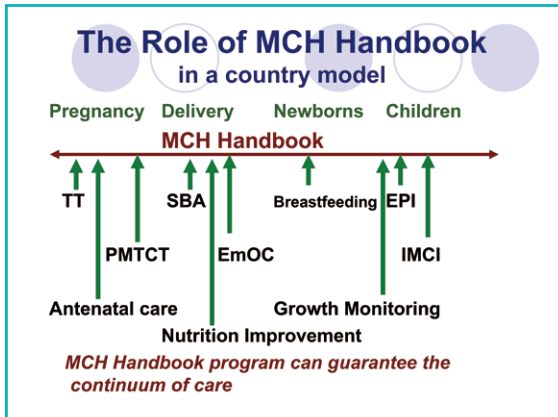 The Role of MCH Handbook
in a country model
Pregnancy Delivery Newborns Children
MCH Handbook
TT SBA Breastfeeding EPI
PMTCT EmOC IMCI
Antenatal care Growth Monitoring
Nutrition Improvement
MCH Handbook program can guarantee the
continuum of care